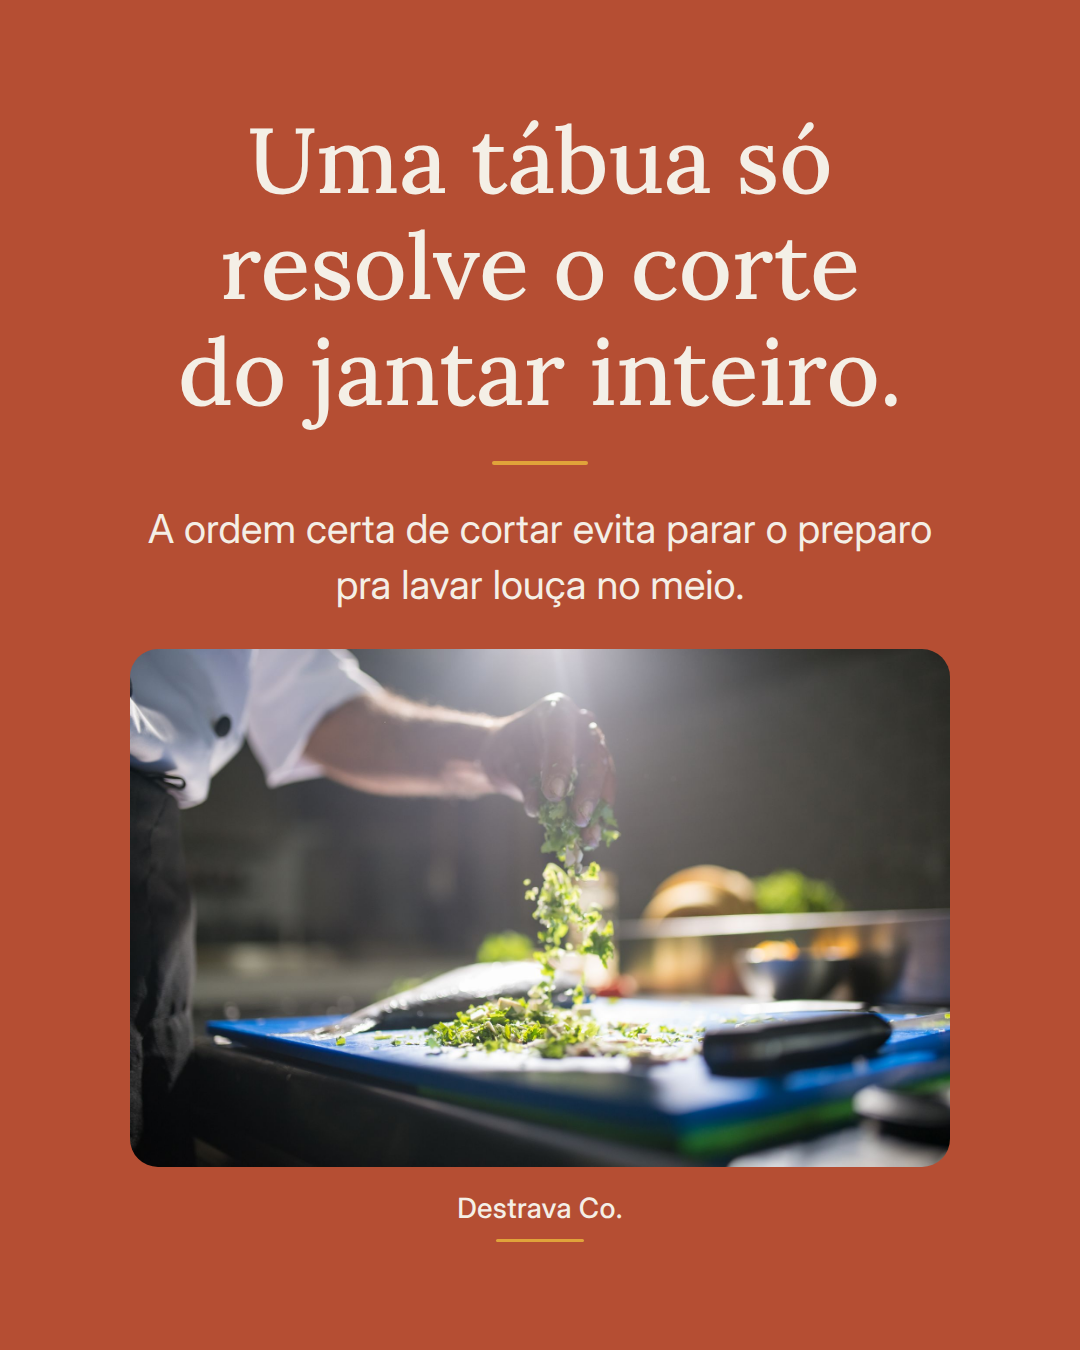 Uma tábua só
resolve o corte
do jantar inteiro.
A ordem certa de cortar evita parar o preparo
pra lavar louça no meio.
Destrava Co.